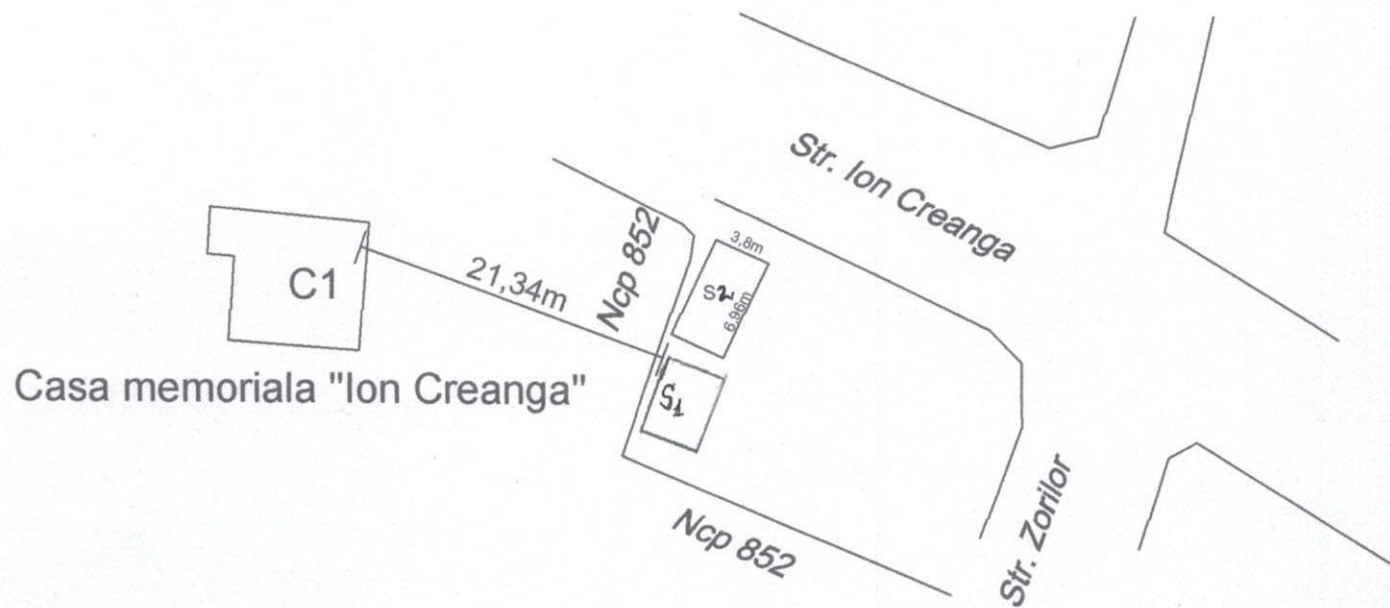 Str. Ion Creanga
Ncp 852
3,8m
S2
6,96m
C1
21,34m
Casa memoriala "Ion Creanga"
S1
Ncp 852
Str. Zorilor